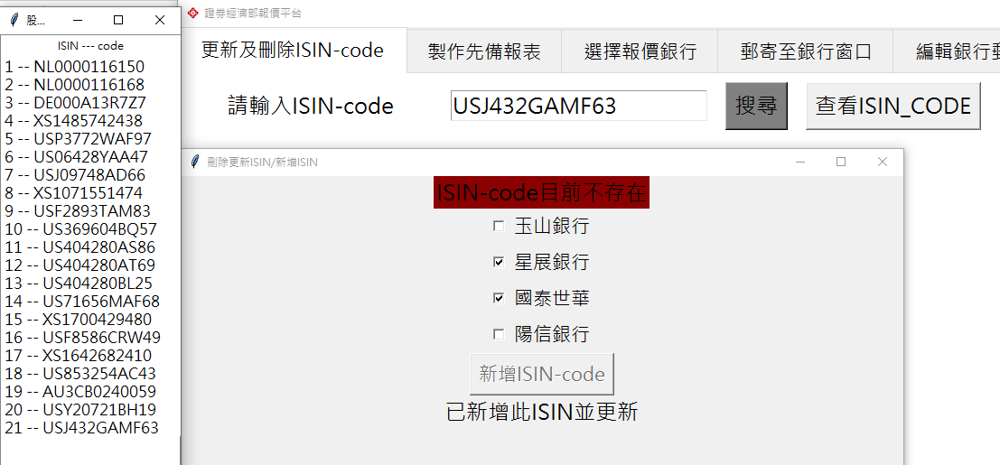 股...
ISIN --- code
1 -- NL0000116150
2 -- NL0000116168
3 -- DE000A13R7Z7
4 -- XS1485742438
5 -- USP3772WAF97
6 -- US06428YAA47
7 -- USJ09748AD66
8 -- XS1071551474
9 -- USF2893TAM83
10 -- US369604BQ57
11 -- US404280AS86
12 -- US404280AT69
13 -- US404280BL25
14 -- US71656MAF68
15 -- XS1700429480
16 -- USF8586CRW49
17 -- XS1642682410
18 -- US853254AC43
19 -- AU3CB0240059
20 -- USY20721BH19
21 -- USJ432GAMF63
證券經濟部報價平台
更新及刪除ISIN-code 製作先備報表 選擇報價銀行 郵寄至銀行窗口 編輯銀行郵
請輸入ISIN-code USJ432GAMF63 搜尋 查看ISIN_CODE
刪除更新ISIN/新增ISIN
ISIN-code目前不存在
玉山銀行
星展銀行
國泰世華
陽信銀行
新增ISIN-code
已新增此ISIN並更新